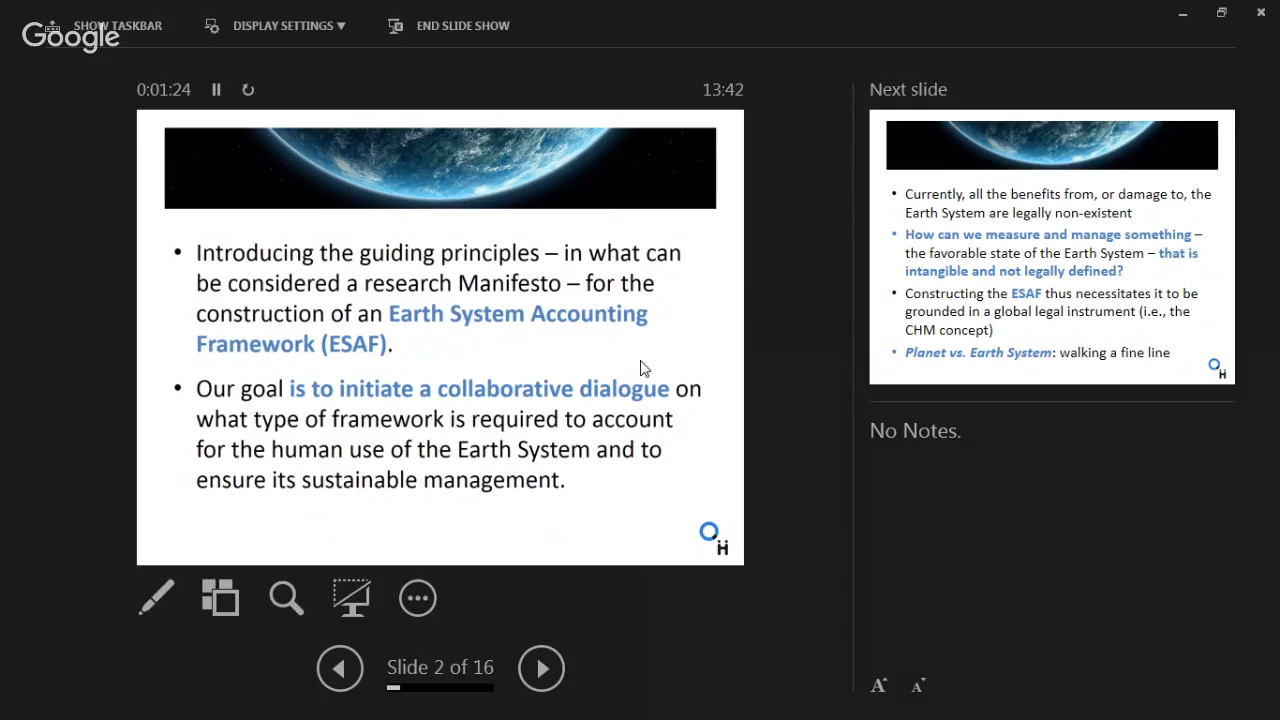 SHOW TASKBAR
DISPLAY SETTINGS ▼
END SLIDE SHOW
Google
0:01:24
13:42
• Introducing the guiding principles – in what can
be considered a research Manifesto – for the
construction of an Earth System Accounting
Framework (ESAF).
• Our goal is to initiate a collaborative dialogue on
what type of framework is required to account
for the human use of the Earth System and to
ensure its sustainable management.
H
Slide 2 of 16
Next slide
• Currently, all the benefits from, or damage to, the
Earth System are legally non-existent
• How can we measure and manage something –
the favorable state of the Earth System – that is
intangible and not legally defined?
• Constructing the ESAF thus necessitates it to be
grounded in a global legal instrument (i.e., the
CHM concept)
• Planet vs. Earth System: walking a fine line
H
No Notes.
A
A